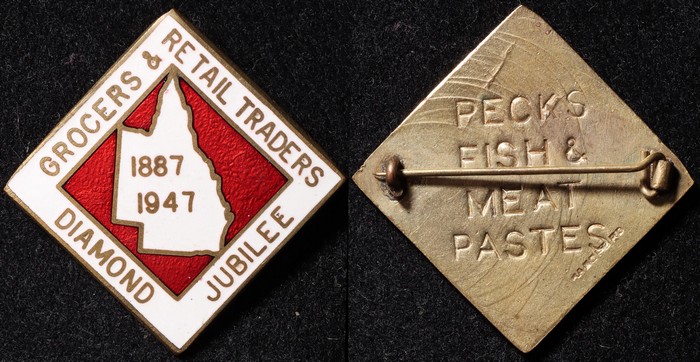 GROCERS & RETAIL TRADERS
DIAMOND JUBILEE
1887
1947
PECKS
FISH &
MEAT
PASTES